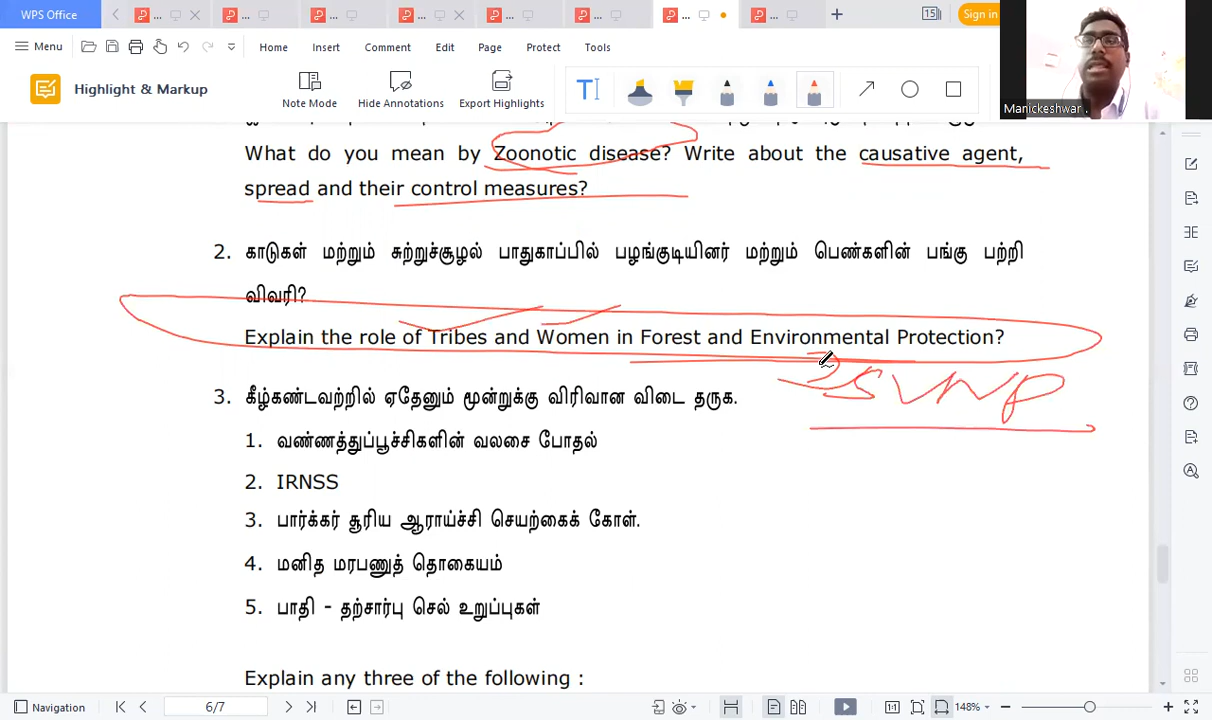 WPS Office
...
...
...
...
...
...
...
...
15
Sign in
Menu
Home
Insert
Comment
Edit
Page
Protect
Tools
Highlight & Markup
Note Mode
Hide Annotations
Export Highlights
Manickeshwar
What do you mean by Zoonotic disease? Write about the causative agent,
spread and their control measures?
2. காடுகள் மற்றும் சுற்றுச்சூழல் பாதுகாப்பில் பழங்குடியினர் மற்றும் பெண்களின் பங்கு பற்றி
விவரி?
Explain the role of Tribes and Women in Forest and Environmental Protection?
3. கீழ்கண்டவற்றில் ஏதேனும் மூன்றுக்கு விரிவான விடை தருக.
1. வண்ணத்துப்பூச்சிகளின் வலசை போதல்
2. IRNSS
3. பார்க்கர் சூரிய ஆராய்ச்சி செயற்கைக் கோள்.
4. மனித மரபணுத் தொகையம்
5. பாதி - தற்சார்பு செல் உறுப்புகள்
Explain any three of the following :
Navigation
6/7
148%